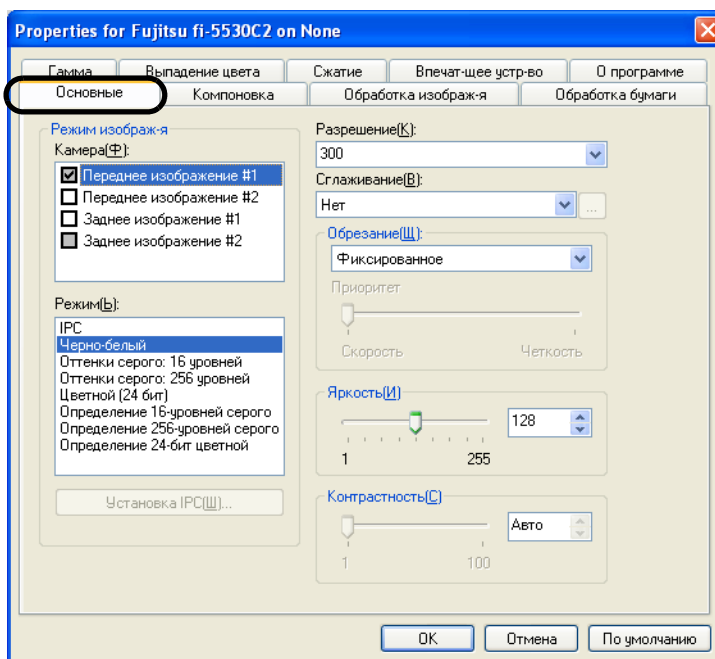 Properties for Fujitsu fi-5530C2 on None
Гамма Выпадение цвета Сжатие Впечат-щее устр-во О программе
Основные Компоновка Обработка изображ-я Обработка бумаги
Режим изображ-я
Камера(Ф):
Переднее изображение #1
Переднее изображение #2
Заднее изображение #1
Заднее изображение #2
Режим(Ь):
IPC
Черно-белый
Оттенки серого: 16 уровней
Оттенки серого: 256 уровней
Цветной (24 бит)
Определение 16-уровней серого
Определение 256-уровней серого
Определение 24-бит цветной
Установка IPC(Ш)...
Разрешение(К):
300
Сглаживание(В):
Нет
...
Обрезание(Щ):
Фиксированное
Приоритет
Скорость Четкость
Яркость(И)
128
1 255
Контрастность(С)
Авто
1 100
OK Отмена По умолчанию